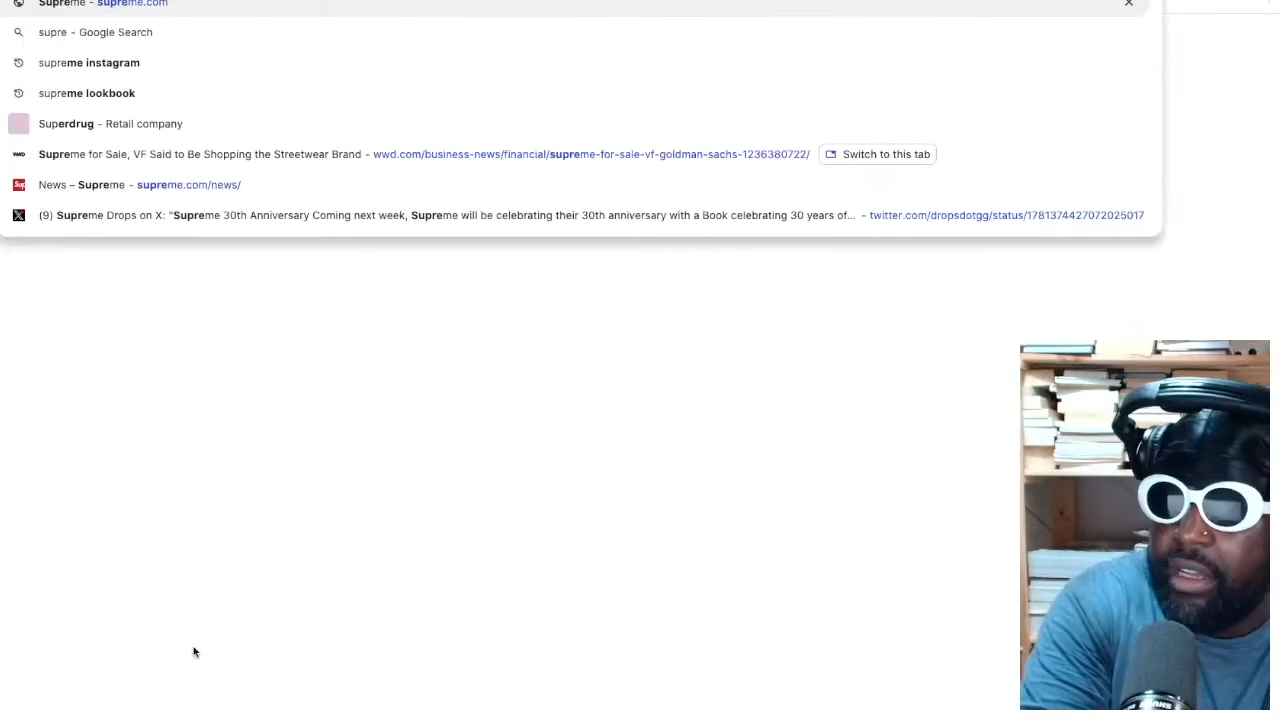 Supreme - supreme.com
supre - Google Search
supreme instagram
supreme lookbook
Superdrug - Retail company
Supreme for Sale, VF Said to Be Shopping the Streetwear Brand - wwd.com/business-news/financial/supreme-for-sale-vf-goldman-sachs-1236380722/ Switch to this tab
News – Supreme - supreme.com/news/
(9) Supreme Drops on X: "Supreme 30th Anniversary Coming next week, Supreme will be celebrating their 30th anniversary with a Book celebrating 30 years of... - twitter.com/dropsdotgg/status/1781374427072025017